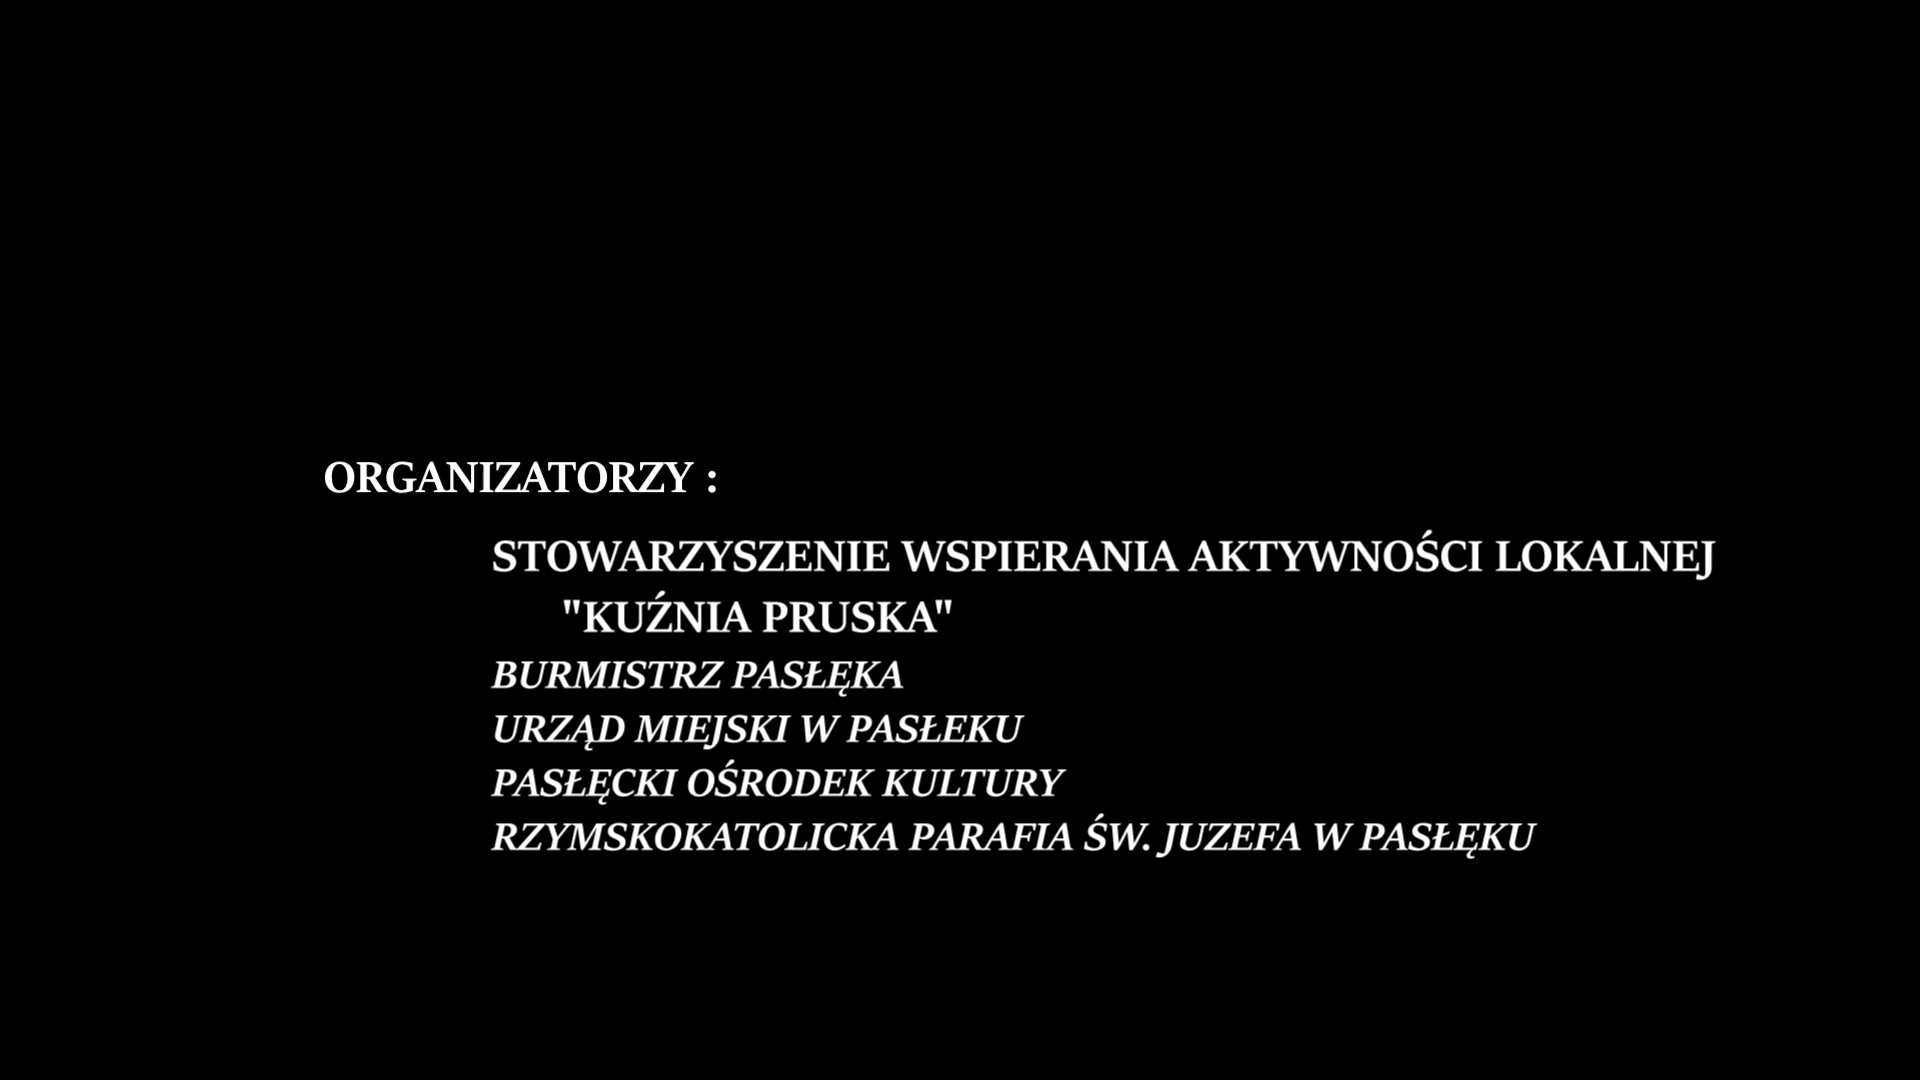 ORGANIZATORZY :
STOWARZYSZENIE WSPIERANIA AKTYWNOŚCI LOKALNEJ
"KUŹNIA PRUSKA"
BURMISTRZ PASŁĘKA
URZĄD MIEJSKI W PASŁEKU
PASŁĘCKI OŚRODEK KULTURY
RZYMSKOKATOLICKA PARAFIA ŚW. JUZEFA W PASŁĘKU